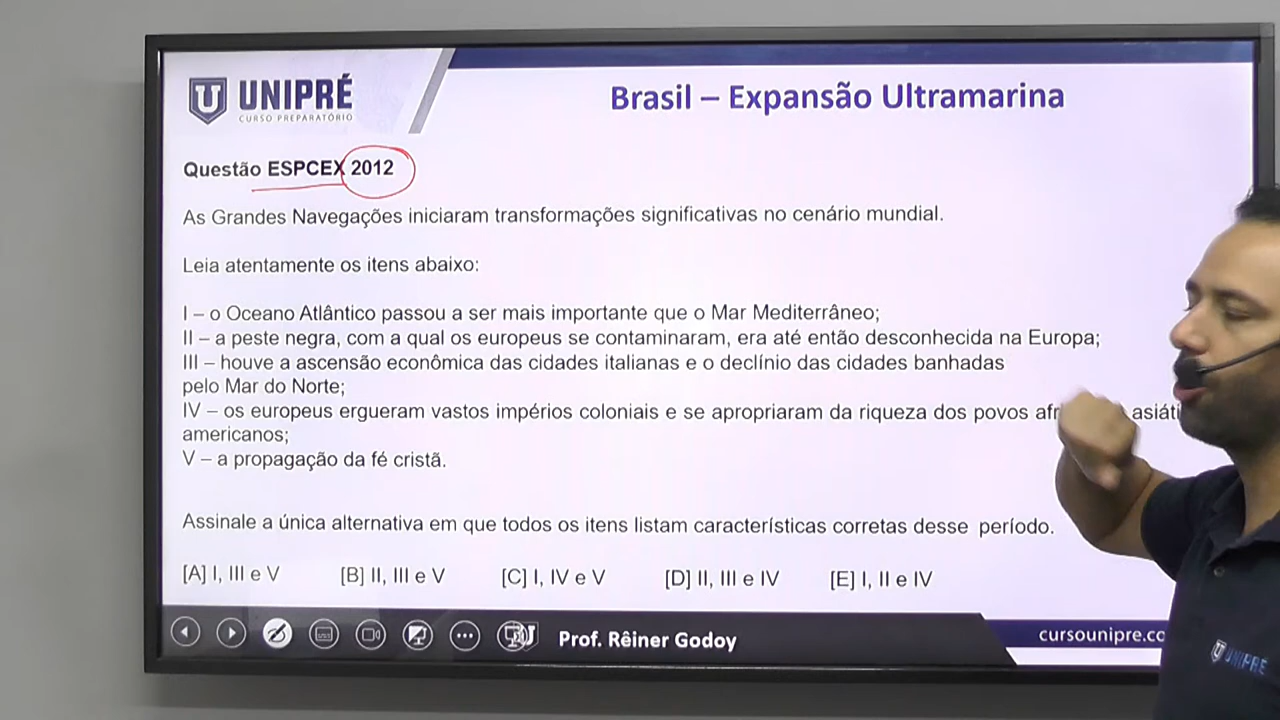 UNIPRÉ
CURSO PREPARATÓRIO
Brasil – Expansão Ultramarina
Questão ESPCEX 2012
As Grandes Navegações iniciaram transformações significativas no cenário mundial.
Leia atentamente os itens abaixo:
I – o Oceano Atlântico passou a ser mais importante que o Mar Mediterrâneo;
II – a peste negra, com a qual os europeus se contaminaram, era até então desconhecida na Europa;
III – houve a ascensão econômica das cidades italianas e o declínio das cidades banhadas
pelo Mar do Norte;
IV – os europeus ergueram vastos impérios coloniais e se apropriaram da riqueza dos povos
americanos;
V – a propagação da fé cristã.
Assinale a única alternativa em que todos os itens listam características corretas desse período.
[A] I, III e V [B] II, III e V [C] I, IV e V [D] II, III e IV [E] I, II e IV
Prof. Rêiner Godoy
UNIPRÉ